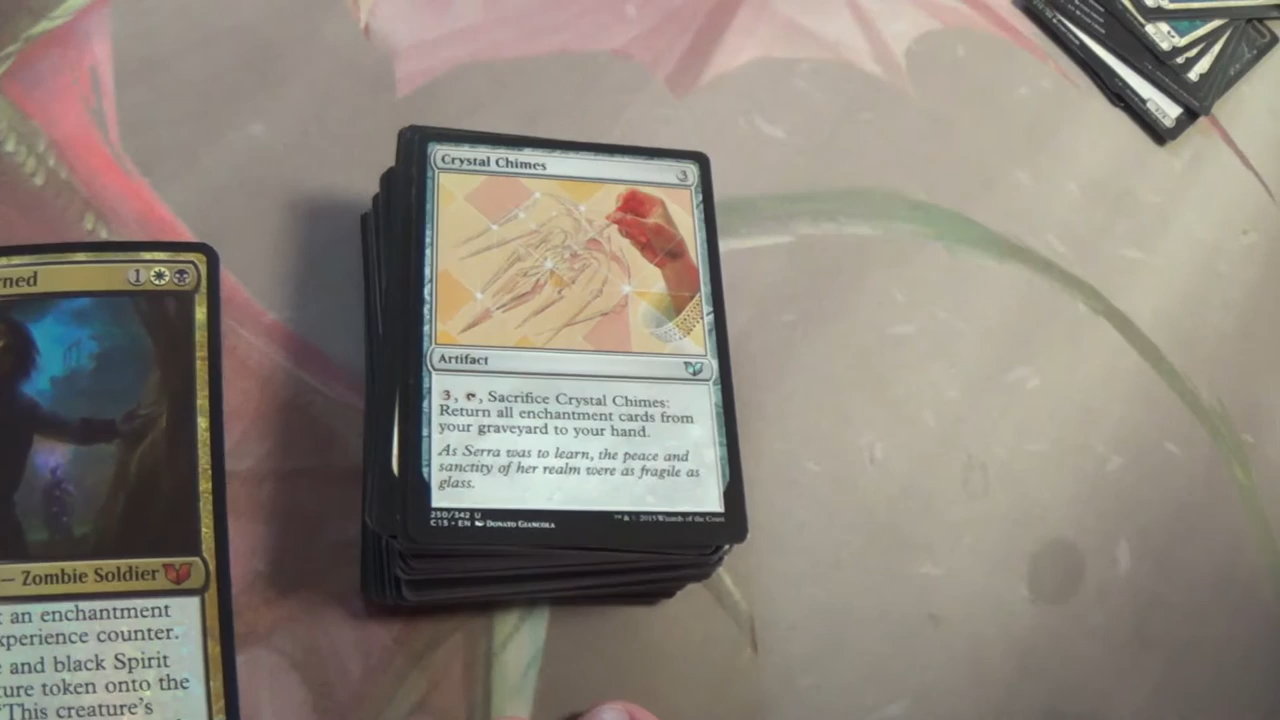 rned 1
— Zombie Soldier
t an enchantment
xperience counter.
e and black Spirit
ture token onto the
"This creature's
Crystal Chimes 3
Artifact
3, , Sacrifice Crystal Chimes:
Return all enchantment cards from
your graveyard to your hand.
As Serra was to learn, the peace and
sanctity of her realm were as fragile as
glass.
250/342 U
C15 • EN Donato Giancola
™ & © 2015 Wizards of the Coast